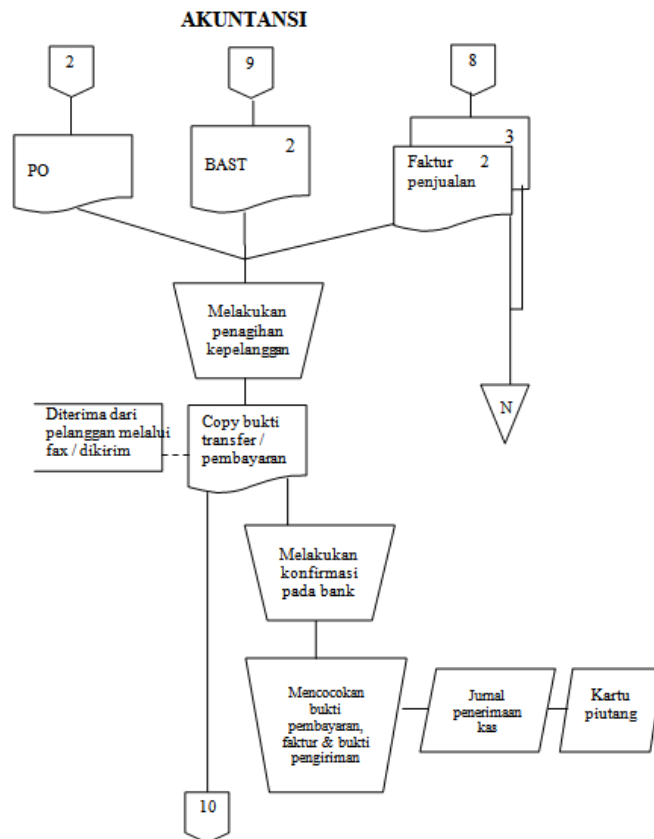 AKUNTANSI
2
9
8
PO
BAST
2
3
Faktur 2
penjualan
Melakukan
penagihan
kepelanggan
N
Diterima dari
pelanggan melalui
fax / dikirim
Copy bukti
transfer /
pembayaran
Melakukan
konfirmasi
pada bank
Mencocokan
bukti
pembayaran,
faktur & bukti
pengiriman
Jurnal
penerimaan
kas
Kartu
piutang
10